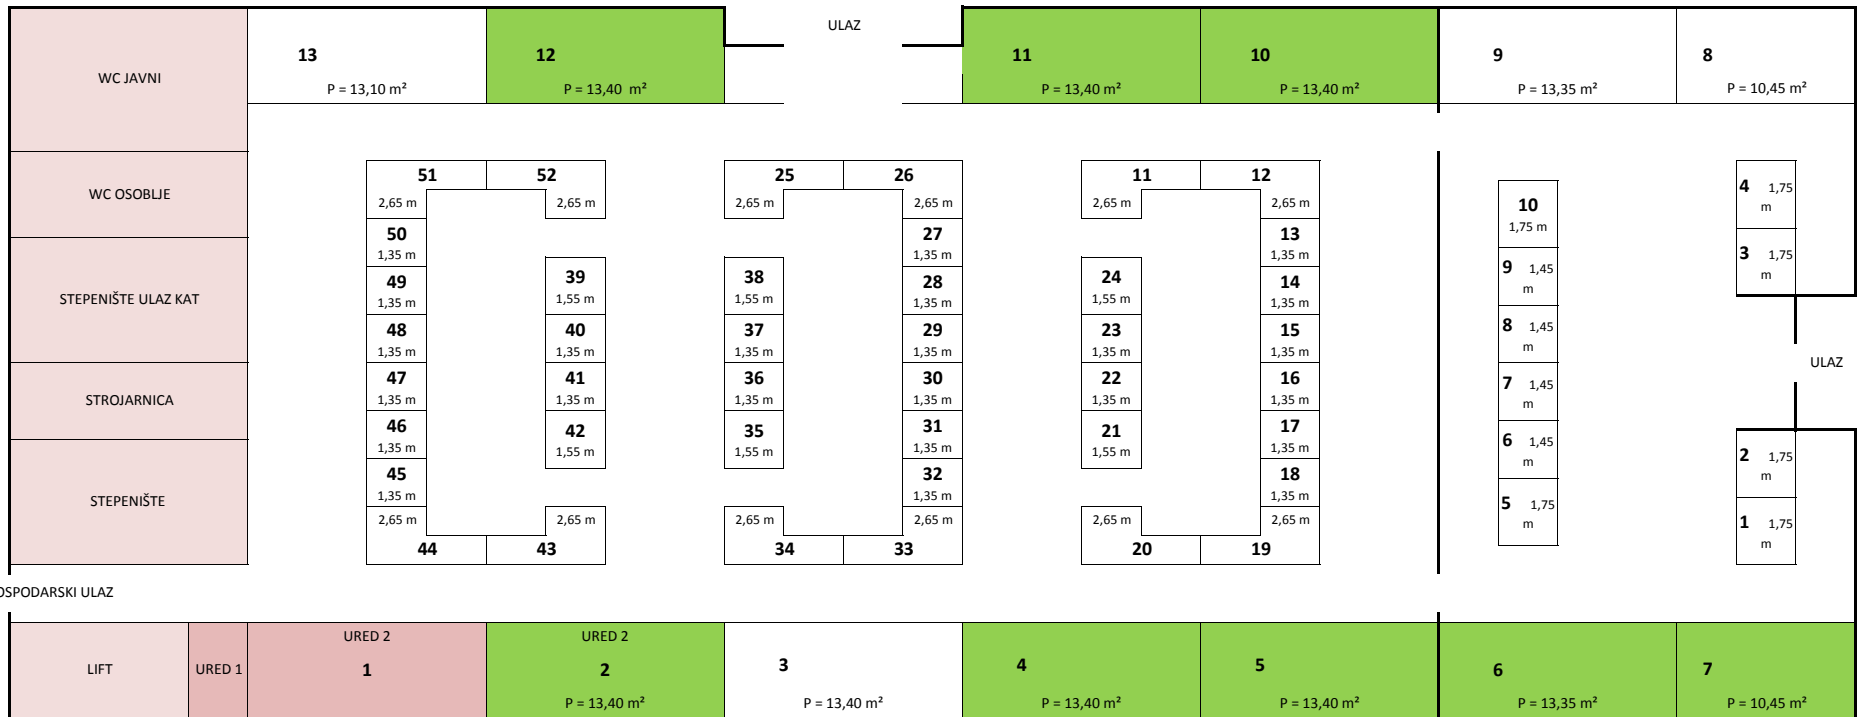 ULAZ
13
12
11
10
9
8
WC JAVNI
P = 13,10 m²
P = 13,40 m²
P = 13,40 m²
P = 13,40 m²
P = 13,35 m²
P = 10,45 m²
WC OSOBLJE
STEPENIŠTE ULAZ KAT
STROJARNICA
STEPENIŠTE
51
52
2,65 m
2,65 m
50
1,35 m
49
1,35 m
48
1,35 m
47
1,35 m
46
1,35 m
45
1,35 m
39
1,55 m
40
1,35 m
41
1,35 m
42
1,55 m
2,65 m
2,65 m
44
43
25
26
2,65 m
2,65 m
38
1,55 m
37
1,35 m
36
1,35 m
35
1,55 m
27
1,35 m
28
1,35 m
29
1,35 m
30
1,35 m
31
1,35 m
32
1,35 m
2,65 m
2,65 m
34
33
11
12
2,65 m
2,65 m
24
1,55 m
23
1,35 m
22
1,35 m
21
1,55 m
13
1,35 m
14
1,35 m
15
1,35 m
16
1,35 m
17
1,35 m
18
1,35 m
2,65 m
2,65 m
20
19
10
1,75 m
9 1,45
m
8 1,45
m
7 1,45
m
6 1,45
m
5 1,75
m
4 1,75
m
3 1,75
m
ULAZ
2 1,75
m
1 1,75
m
OSPODARSKI ULAZ
LIFT
URED 1
URED 2
1
URED 2
2
P = 13,40 m²
3
P = 13,40 m²
4
P = 13,40 m²
5
P = 13,40 m²
6
P = 13,35 m²
7
P = 10,45 m²